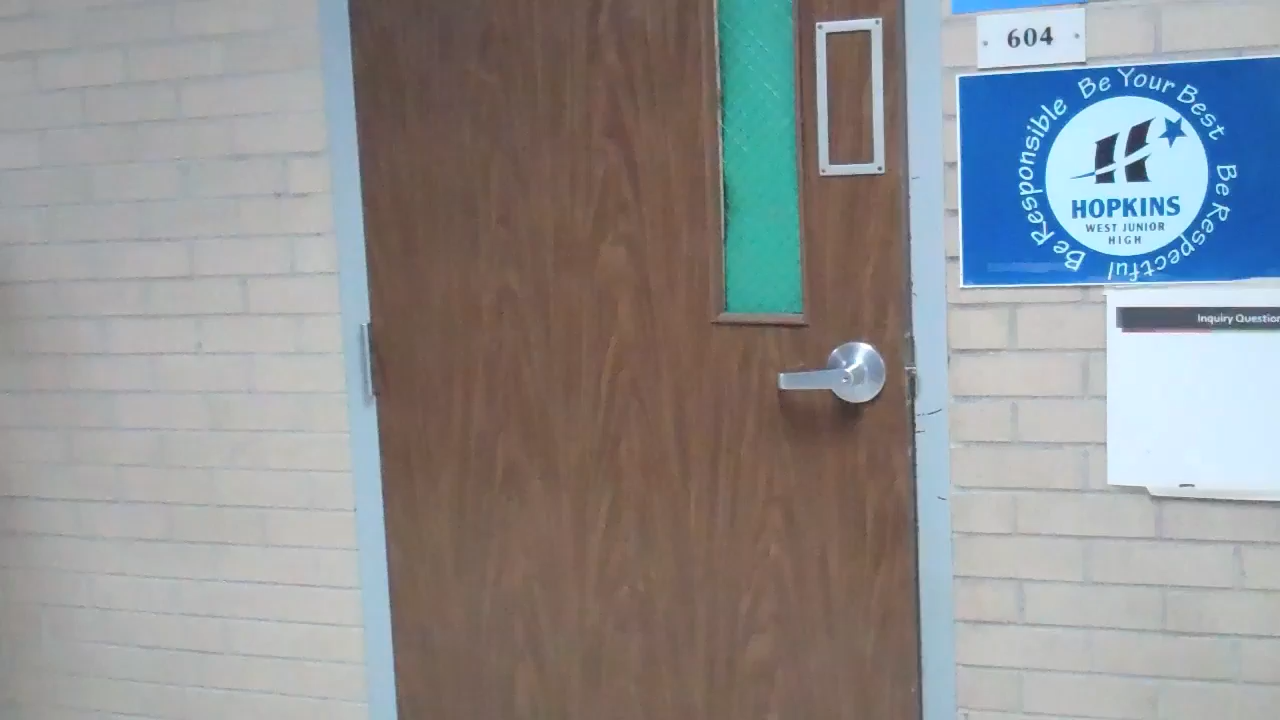 604
Be Responsible Be Your Best Be Respectful
H
HOPKINS
WEST JUNIOR
HIGH
Inquiry Question